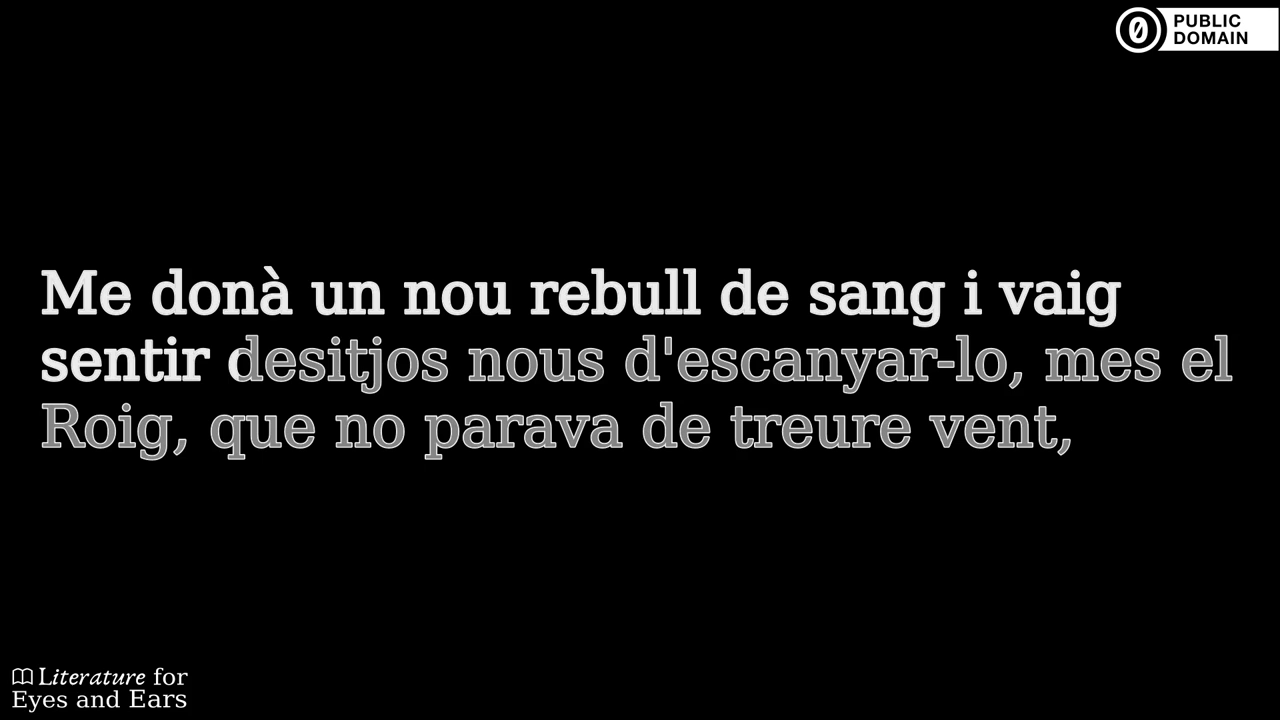 PUBLIC
DOMAIN
Me donà un nou rebull de sang i vaig
sentir desitjos nous d'escanyar-lo, mes el
Roig, que no parava de treure vent,
Literature for
Eyes and Ears